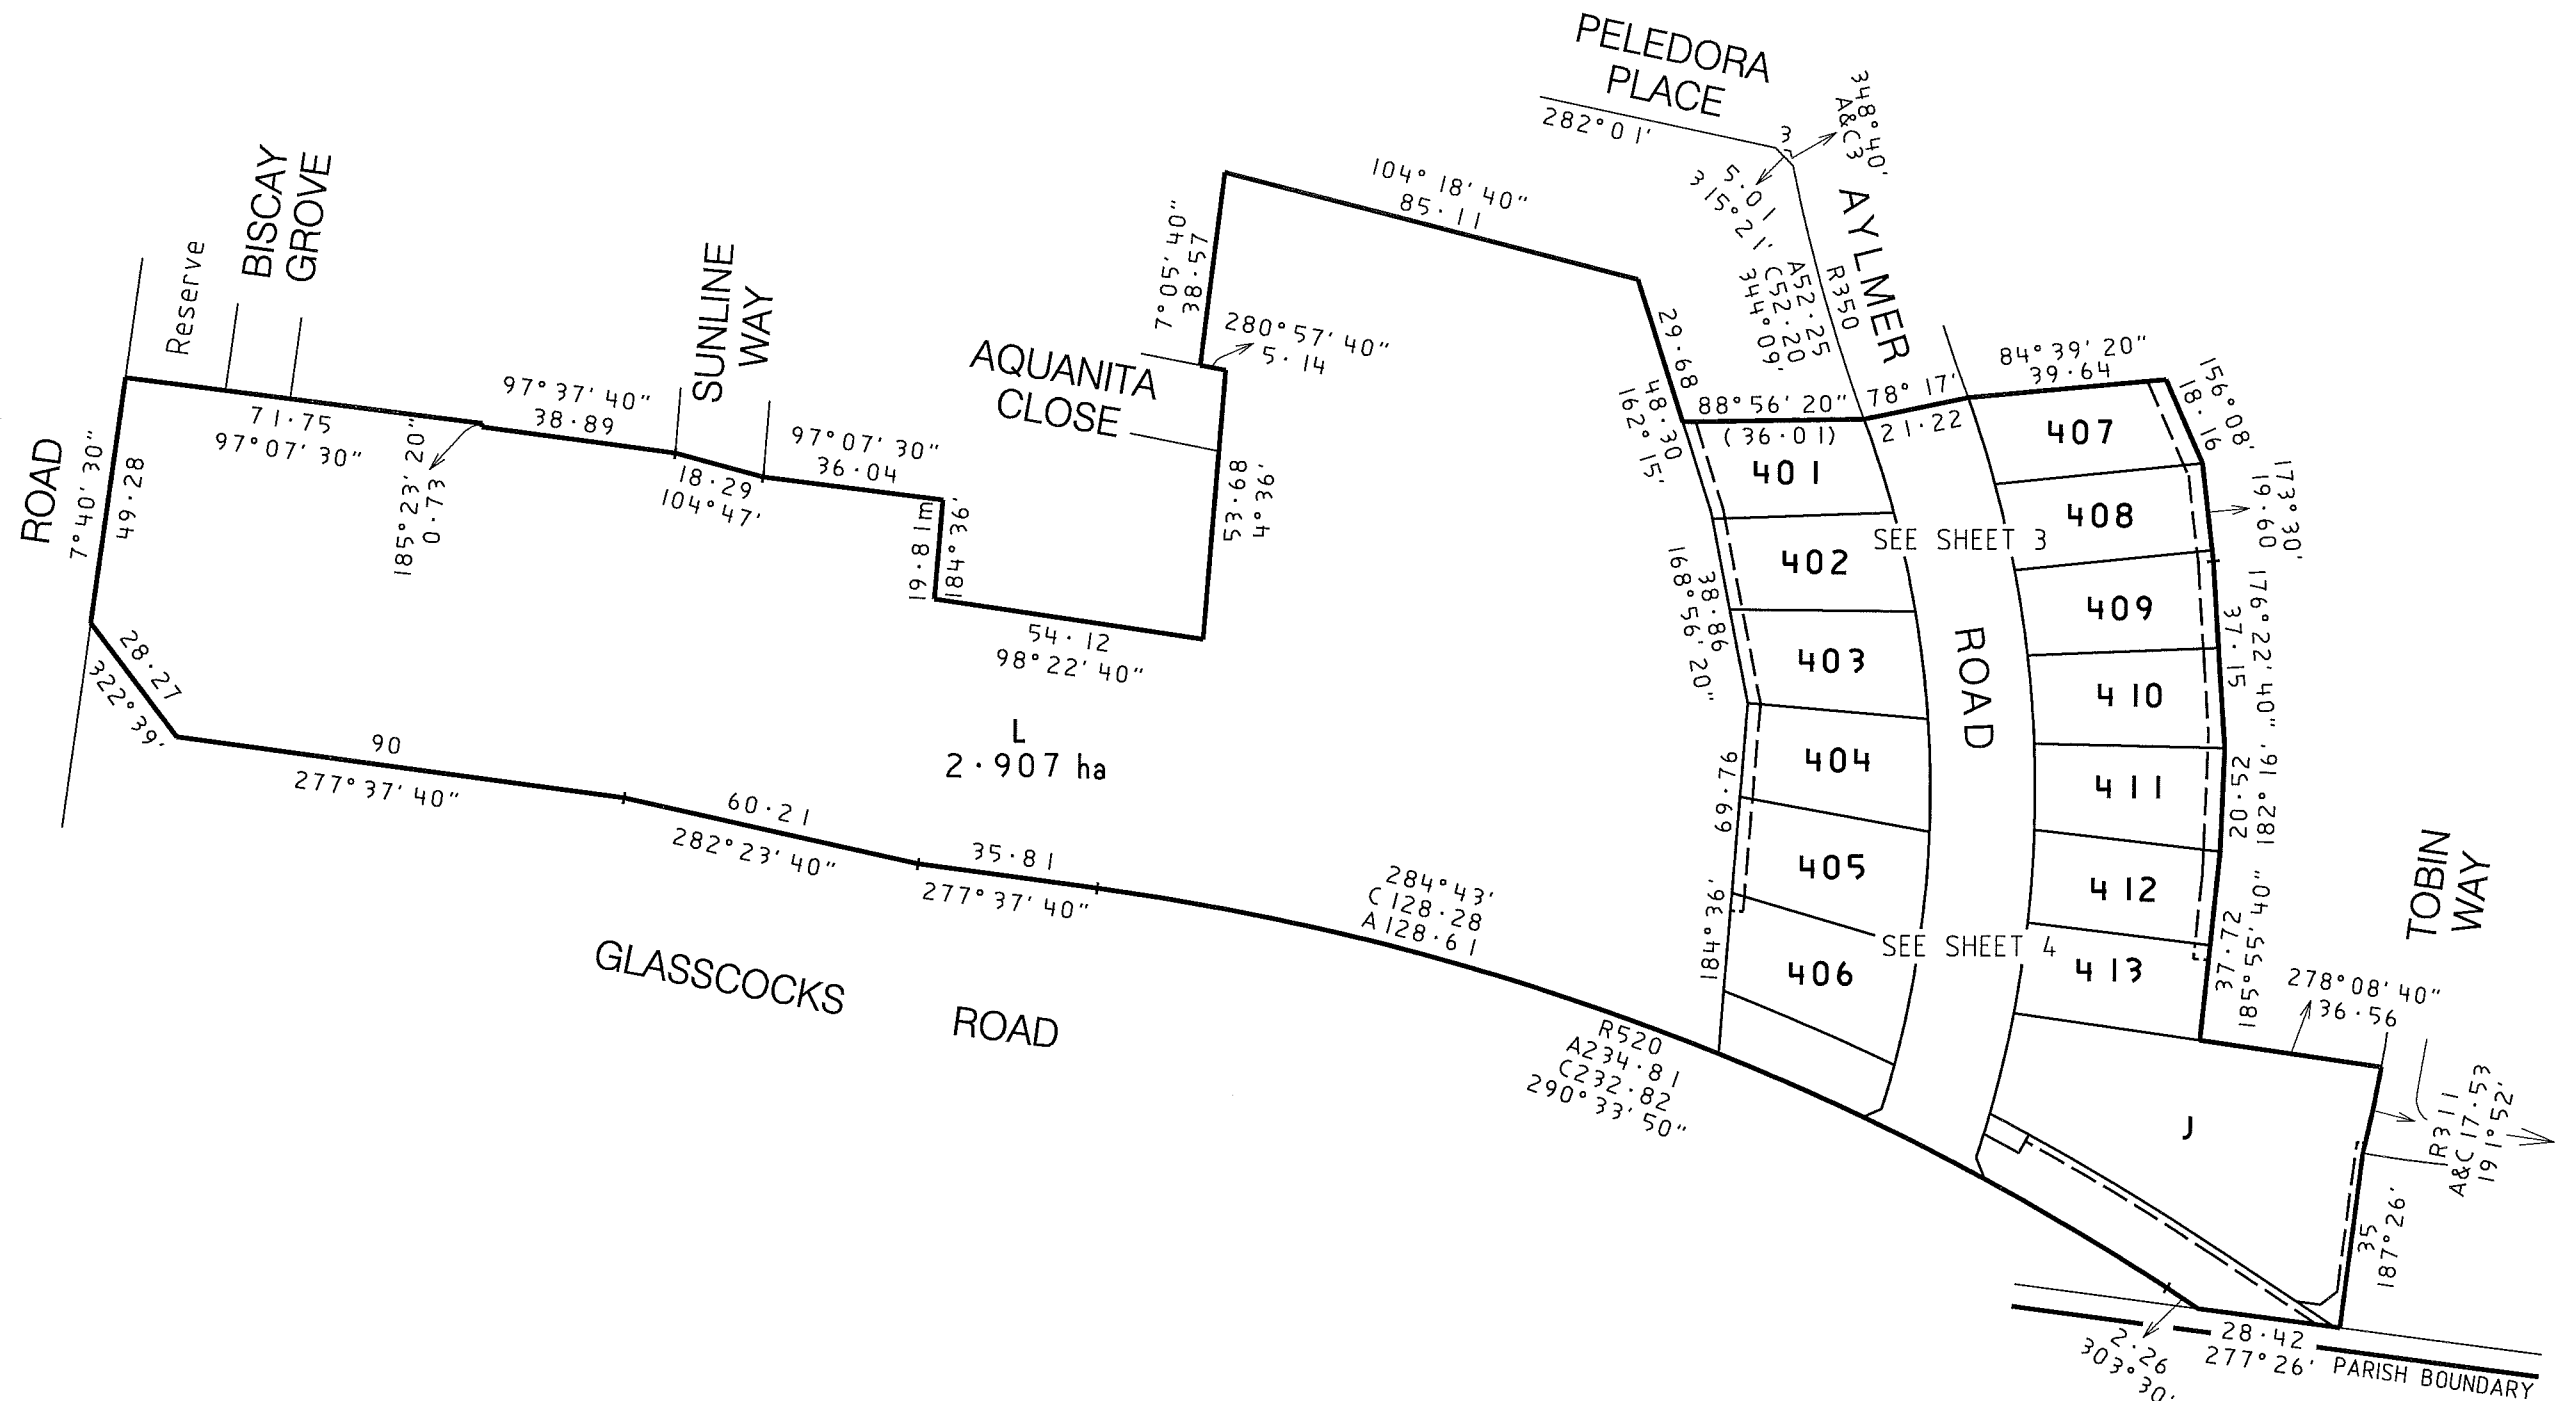 PELEDORA
PLACE
282°01'
3
348°40'
A&C3
5·01
315°21'
AYLMER
R350
A52·25
C52·20
344°09'
BISCAY
GROVE
Reserve
SUNLINE
WAY
AQUANITA
CLOSE
104°18'40"
85·11
7°05'40"
38·57
280°57'40"
5·14
29·68
48·30
162°15'
88°56'20"
(36·01)
78°17'
21·22
84°39'20"
39·64
156°08'
18·16
173°30'
19·60
ROAD
7°40'30"
49·28
71·75
97°07'30"
185°23'20"
0·73
97°37'40"
38·89
18·29
104°47'
97°07'30"
36·04
19·81m
184°36'
53·68
4°36'
54·12
98°22'40"
28·27
322°39'
90
277°37'40"
60·21
282°23'40"
35·81
277°37'40"
L
2·907 ha
284°43'
C128·28
A128·61
R520
A234·81
C232·82
290°33'50"
GLASSCOCKS ROAD
401
402
403
404
405
406
38·86
168°56'20"
69·76
184°36'
SEE SHEET 3
ROAD
SEE SHEET 4
407
408
409
410
411
412
413
37·15
176°22'40"
20·52
182°16'
37·72
185°55'40"
TOBIN
WAY
278°08'40"
36·56
J
R311
A&C17·53
191°52'
35
187°26'
2·26
303°30'
28·42
277°26'
PARISH BOUNDARY